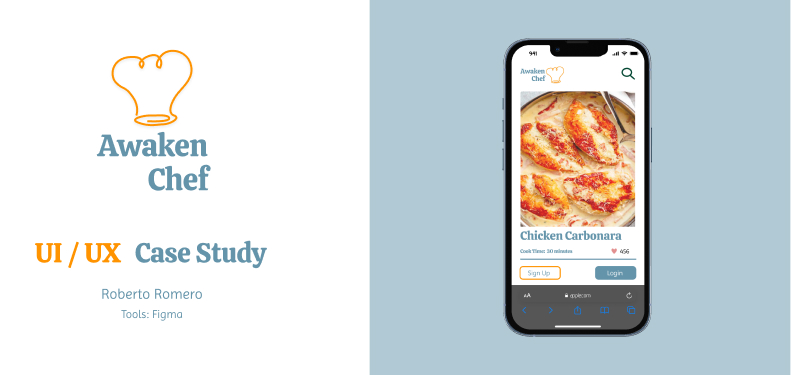 Awaken
Chef
UI / UX Case Study
Roberto Romero
Tools: Figma
9:41
Awaken
Chef
Chicken Carbonara
Cook Time: 30 minutes
456
Sign Up
Login
AA
apple.com